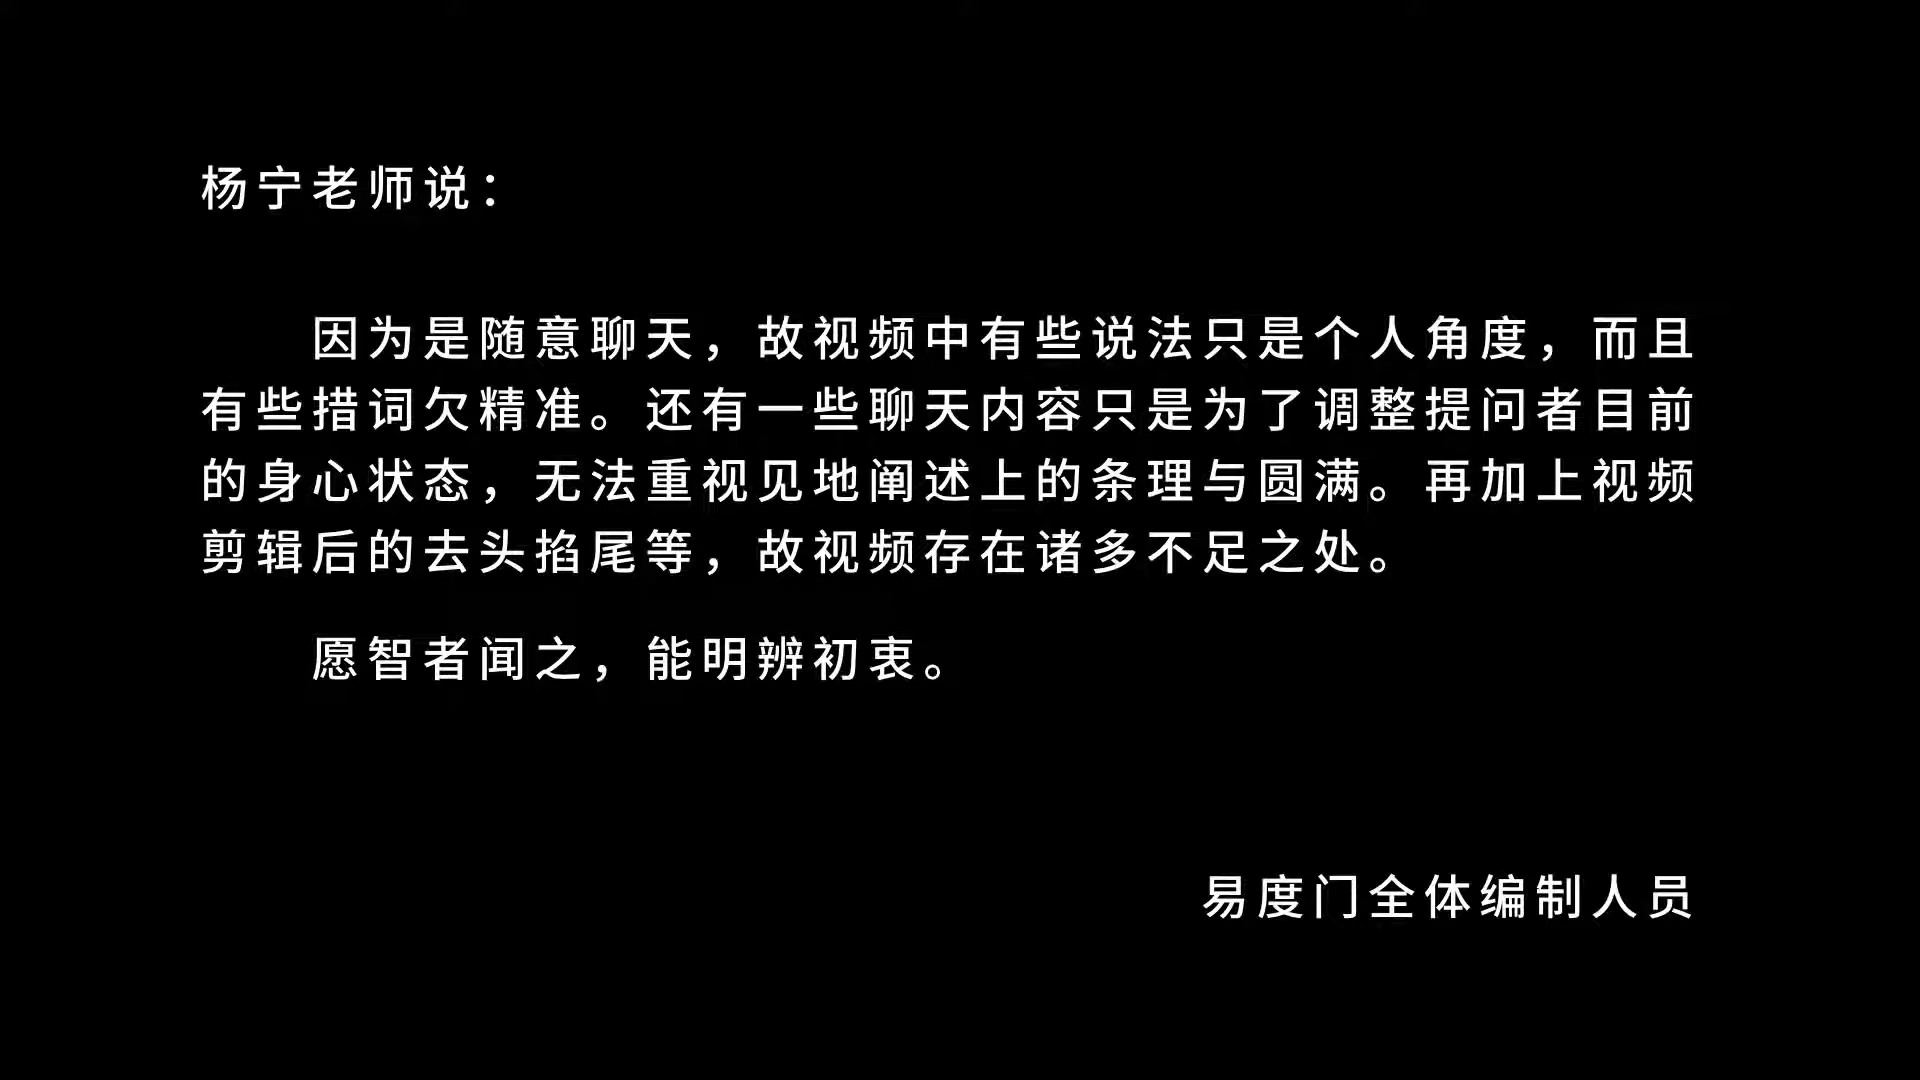 杨宁老师说：
因为是随意聊天，故视频中有些说法只是个人角度，而且
有些措词欠精准。还有一些聊天内容只是为了调整提问者目前
的身心状态，无法重视见地阐述上的条理与圆满。再加上视频
剪辑后的去头掐尾等，故视频存在诸多不足之处。
愿智者闻之，能明辨初衷。
易度门全体编制人员